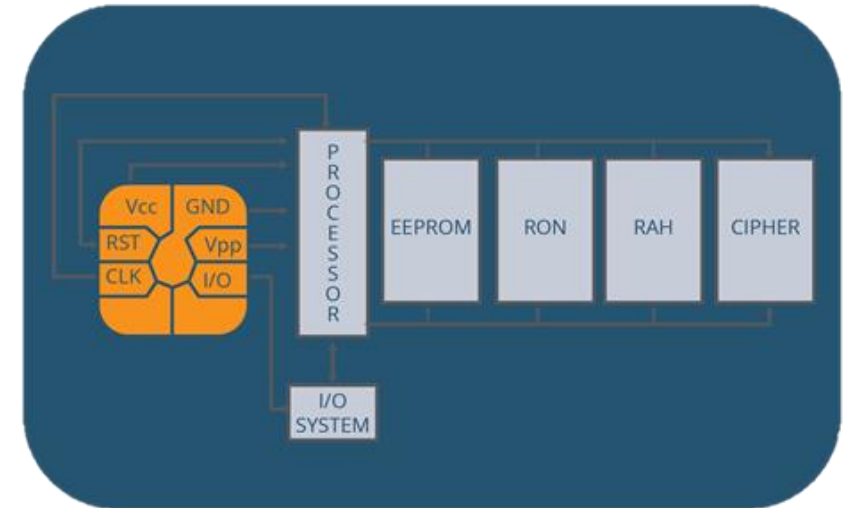 Vcc GND
RST Vpp
CLK I/O
PROCESSOR
EEPROM
RON
RAH
CIPHER
I/O
SYSTEM